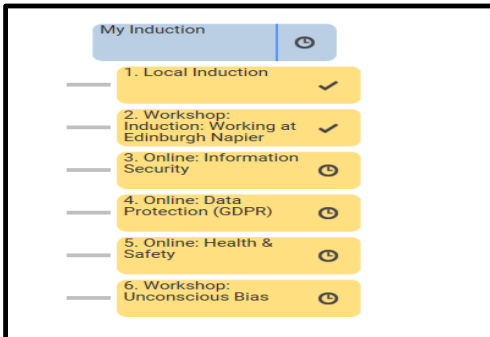 My Induction
1. Local Induction
2. Workshop:
Induction: Working at
Edinburgh Napier
3. Online: Information
Security
4. Online: Data
Protection (GDPR)
5. Online: Health &
Safety
6. Workshop:
Unconscious Bias